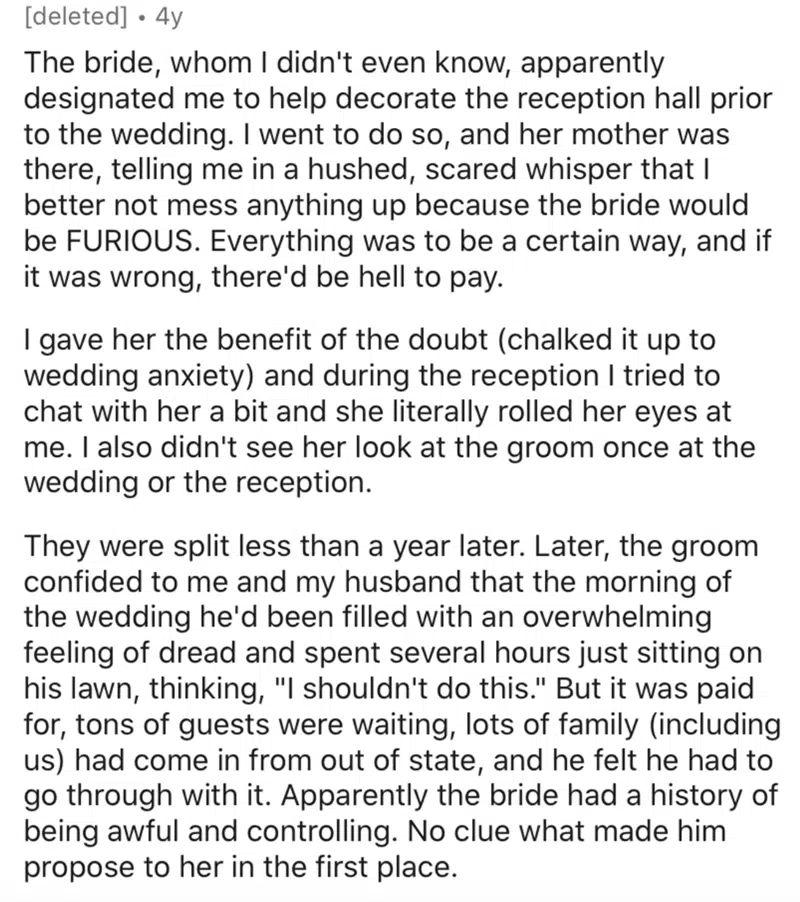 [deleted] • 4y
The bride, whom I didn't even know, apparently
designated me to help decorate the reception hall prior
to the wedding. I went to do so, and her mother was
there, telling me in a hushed, scared whisper that I
better not mess anything up because the bride would
be FURIOUS. Everything was to be a certain way, and if
it was wrong, there'd be hell to pay.
I gave her the benefit of the doubt (chalked it up to
wedding anxiety) and during the reception I tried to
chat with her a bit and she literally rolled her eyes at
me. I also didn't see her look at the groom once at the
wedding or the reception.
They were split less than a year later. Later, the groom
confided to me and my husband that the morning of
the wedding he'd been filled with an overwhelming
feeling of dread and spent several hours just sitting on
his lawn, thinking, "I shouldn't do this." But it was paid
for, tons of guests were waiting, lots of family (including
us) had come in from out of state, and he felt he had to
go through with it. Apparently the bride had a history of
being awful and controlling. No clue what made him
propose to her in the first place.